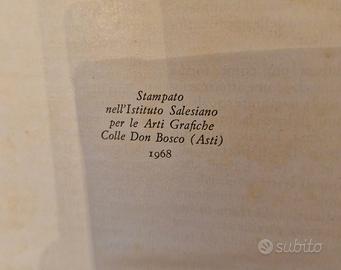 Stampato
nell'Istituto Salesiano
per le Arti Grafiche
Colle Don Bosco (Asti)
1968
subito